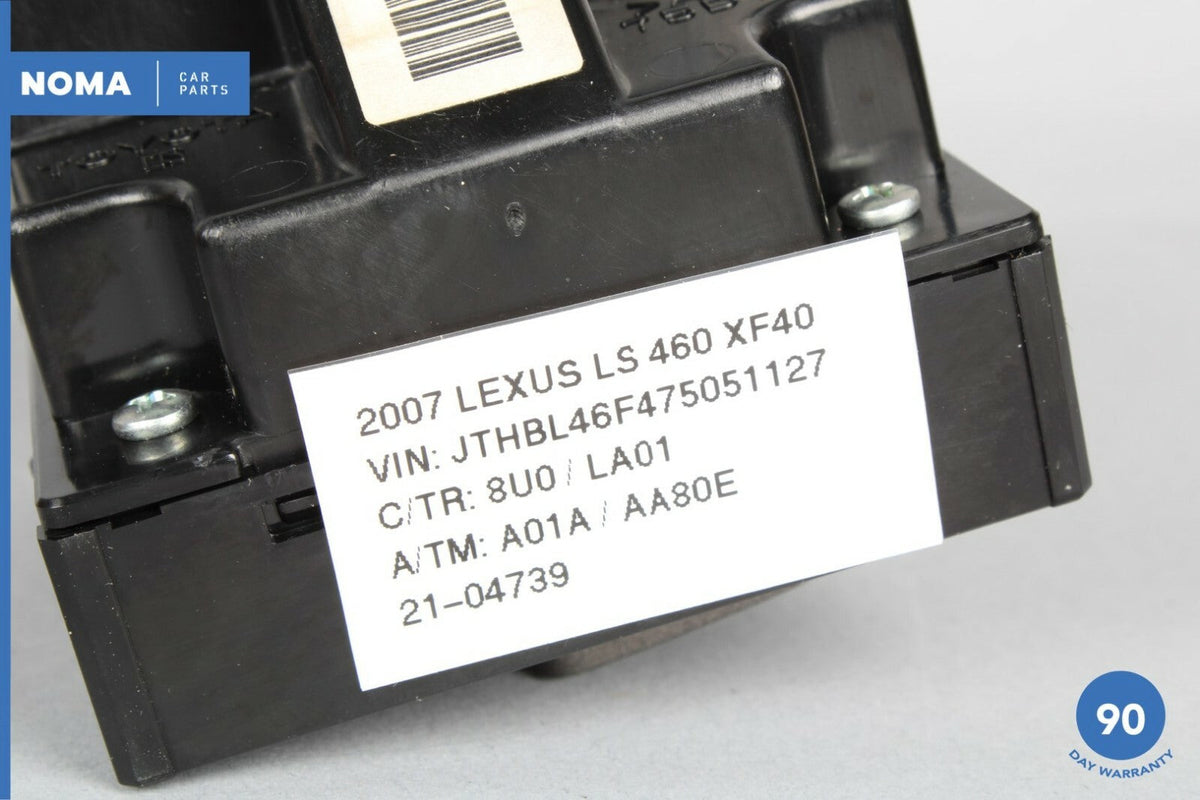 NOMA CAR PARTS
TOYOTA
2007 LEXUS LS 460 XF40
VIN: JTHBL46F475051127
C/TR: 8U0 / LA01
A/TM: A01A / AA80E
21-04739
90
DAY WARRANTY